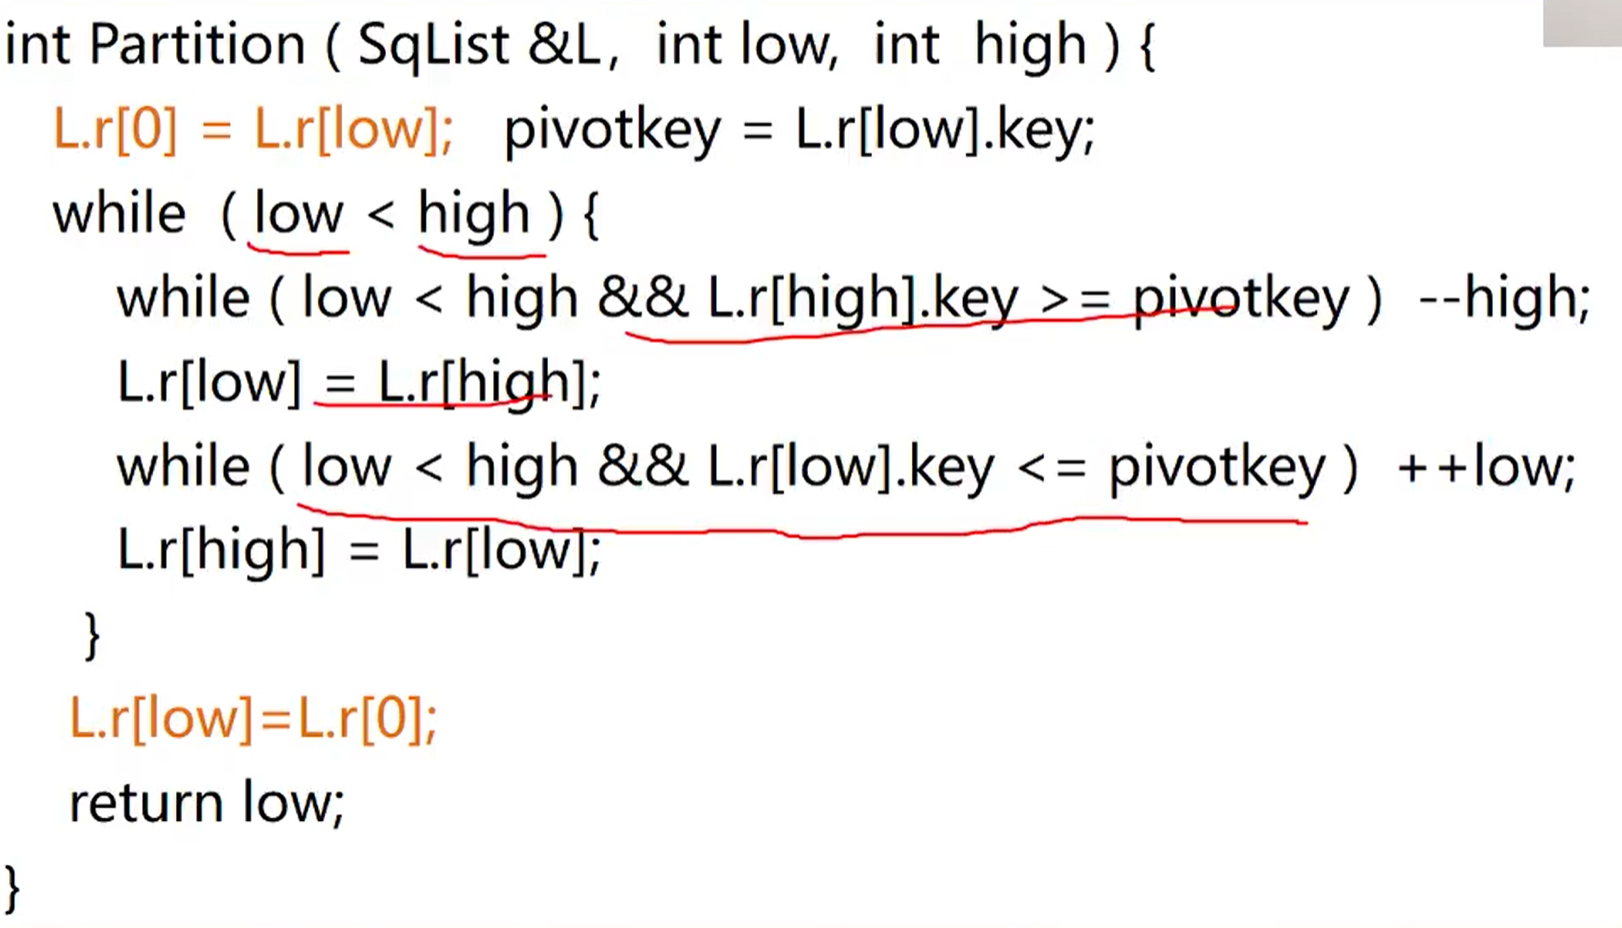 int Partition ( SqList &L,  int low,  int  high ) {
L.r[0] = L.r[low];   pivotkey = L.r[low].key;
while  ( low < high ) {
while ( low < high && L.r[high].key >= pivotkey )  --high;
L.r[low] = L.r[high];
while ( low < high && L.r[low].key <= pivotkey )  ++low;
L.r[high] = L.r[low];
}
L.r[low]=L.r[0];
return low;
}